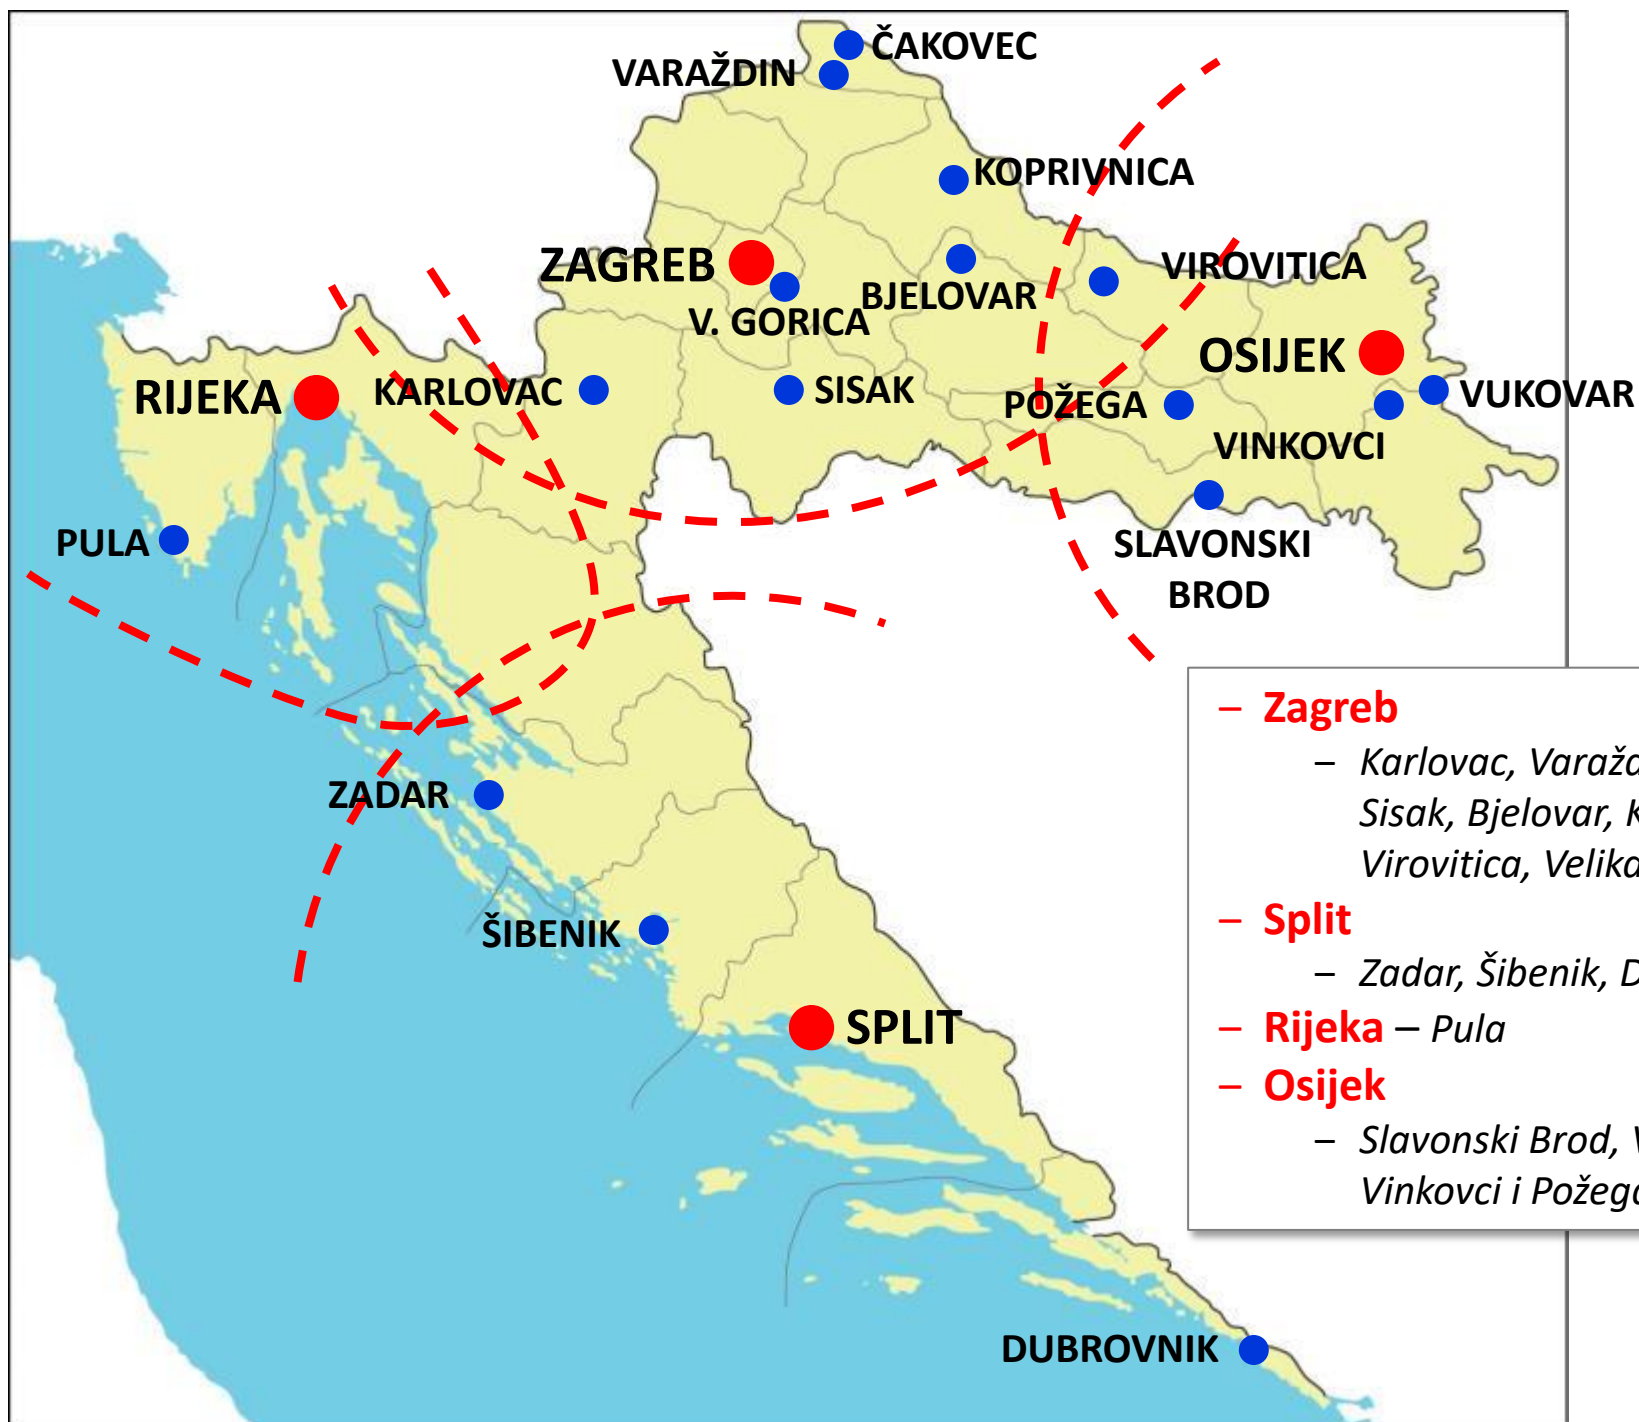 ČAKOVEC
VARAŽDIN
KOPRIVNICA
ZAGREB
VIROVITICA
BJELOVAR
V. GORICA
OSIJEK
RIJEKA
KARLOVAC
SISAK
POŽEGA
VUKOVAR
VINKOVCI
PULA
SLAVONSKI
BROD
ZADAR
ŠIBENIK
SPLIT
DUBROVNIK
– Zagreb
– Karlovac,
Sisak, Bjelovar,
Virovitica,
– Split
– Zadar, Šibenik,
– Rijeka – Pula
– Osijek
– Slavonski Brod,
Vinkovci i